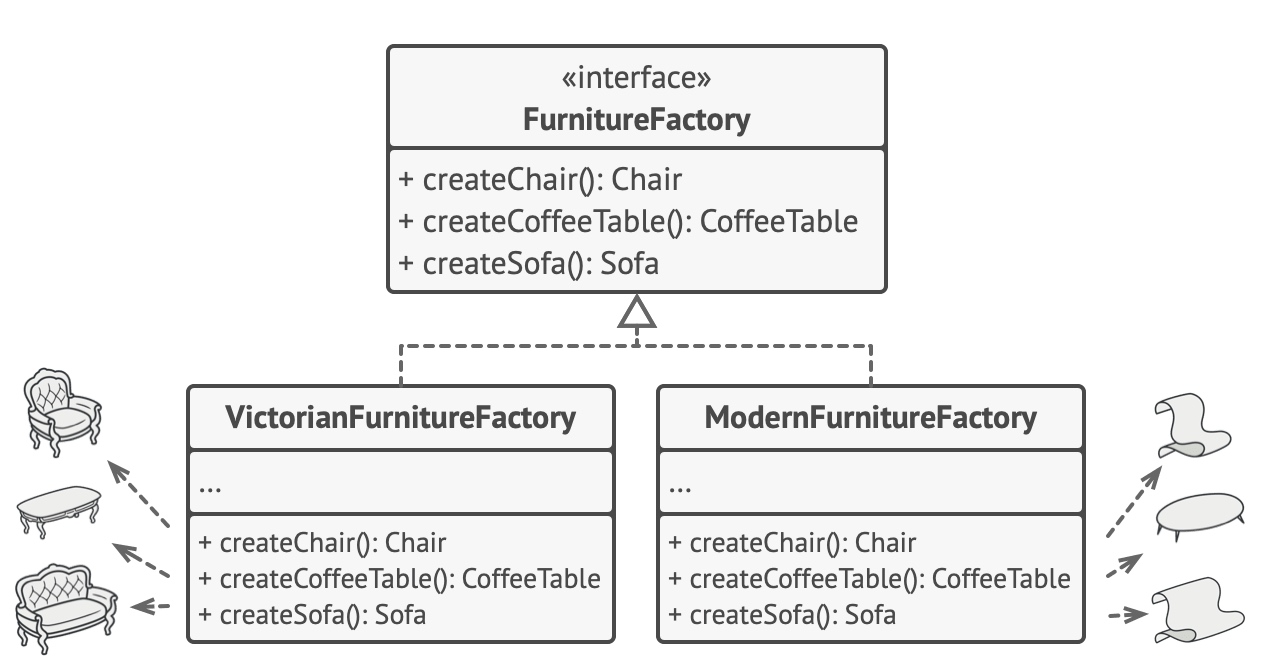 «interface»
FurnitureFactory
+ createChair(): Chair
+ createCoffeeTable(): CoffeeTable
+ createSofa(): Sofa
VictorianFurnitureFactory
...
+ createChair(): Chair
+ createCoffeeTable(): CoffeeTable
+ createSofa(): Sofa
ModernFurnitureFactory
...
+ createChair(): Chair
+ createCoffeeTable(): CoffeeTable
+ createSofa(): Sofa